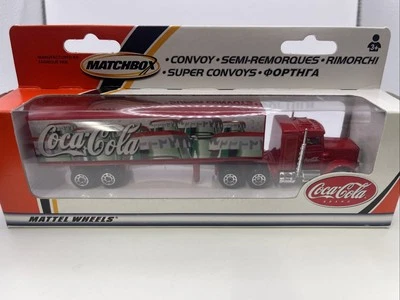 MATCHBOX
• CONVOY • SEMI-REMORQUES • RIMORCHI
• SUPER CONVOYS • ΦΟΡΤΗΓΑ
Coca-Cola
Coca-Cola
MATTEL WHEELS